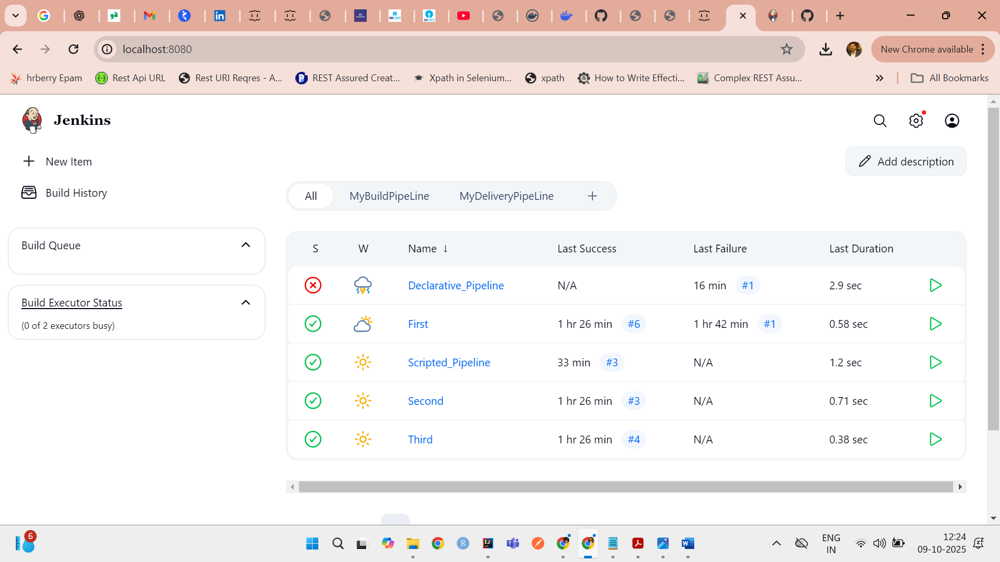 localhost:8080
New Chrome available
hrberry Epam
Rest Api URL
Rest URI Reqres - A...
REST Assured Creat...
Xpath in Selenium...
xpath
How to Write Effecti...
Complex REST Assu...
All Bookmarks
Jenkins
New Item
Add description
Build History
All
MyBuildPipeLine
MyDeliveryPipeLine
Build Queue
S W Name ↓ Last Success Last Failure Last Duration
Declarative_Pipeline N/A 16 min #1 2.9 sec
Build Executor Status
(0 of 2 executors busy)
First 1 hr 26 min #6 1 hr 42 min #1 0.58 sec
Scripted_Pipeline 33 min #3 N/A 1.2 sec
Second 1 hr 26 min #3 N/A 0.71 sec
Third 1 hr 26 min #4 N/A 0.38 sec
6
ENG
IN
12:24
09-10-2025